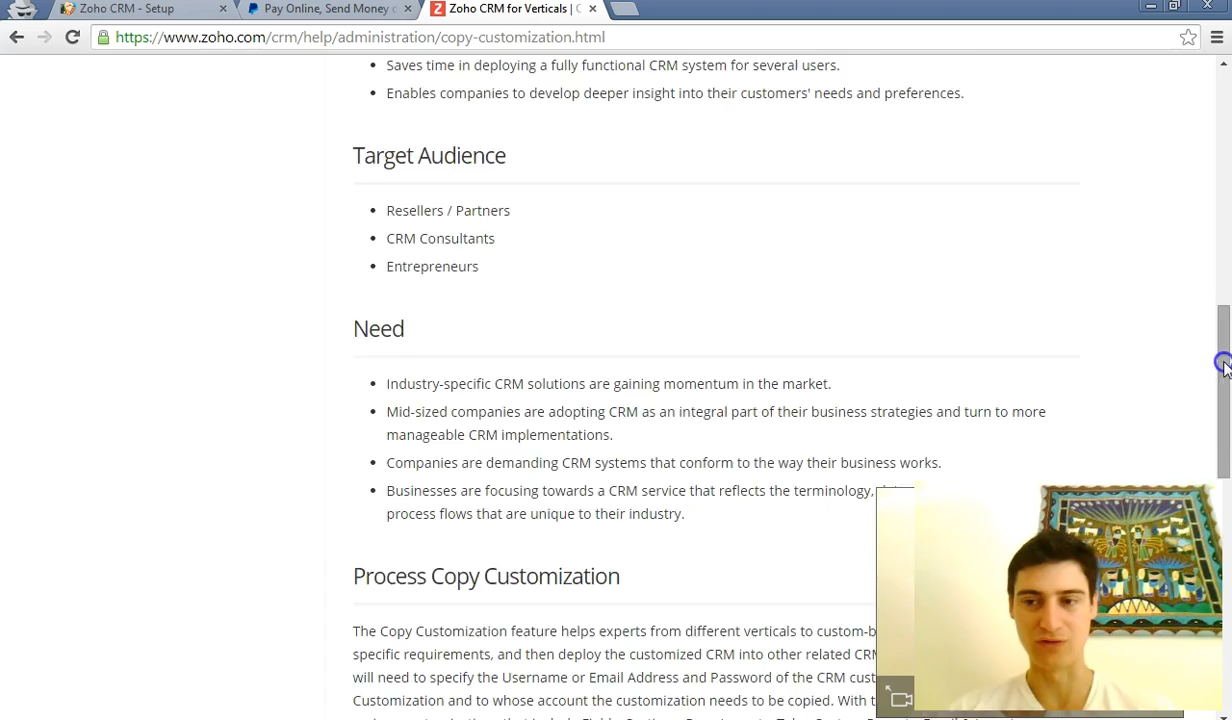 Zoho CRM - Setup
Pay Online, Send Money o
Zoho CRM for Verticals | C
https://www.zoho.com/crm/help/administration/copy-customization.html
• Saves time in deploying a fully functional CRM system for several users.
• Enables companies to develop deeper insight into their customers' needs and preferences.
Target Audience
• Resellers / Partners
• CRM Consultants
• Entrepreneurs
Need
• Industry-specific CRM solutions are gaining momentum in the market.
• Mid-sized companies are adopting CRM as an integral part of their business strategies and turn to more
manageable CRM implementations.
• Companies are demanding CRM systems that conform to the way their business works.
• Businesses are focusing towards a CRM service that reflects the terminology,
process flows that are unique to their industry.
Process Copy Customization
The Copy Customization feature helps experts from different verticals to custom-b
specific requirements, and then deploy the customized CRM into other related CRM
will need to specify the Username or Email Address and Password of the CRM cust
Customization and to whose account the customization needs to be copied. With t